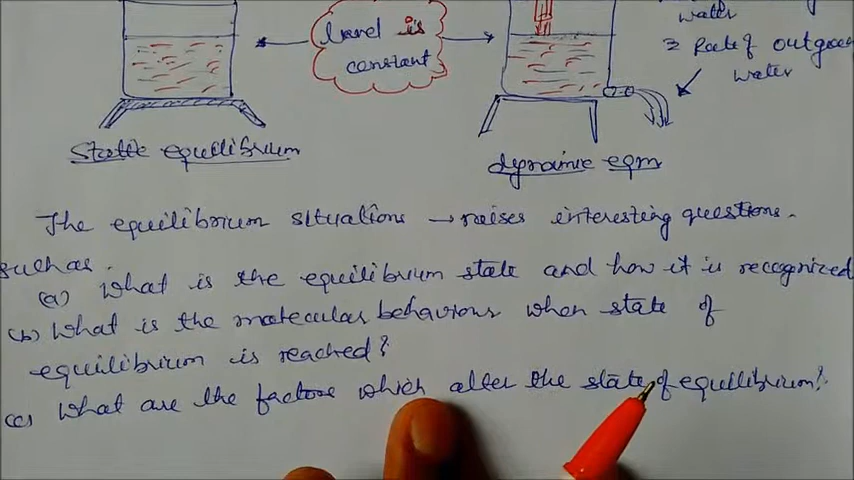 level is
constant
water
= Rate of outgoing
water
Static equilibrium
dynamic eqm
The equilibrium situations → raises interesting questions.
such as.
(a) What is the equilibrium state and how it is recognized
(b) What is the molecular behaviour when state of
equilibrium is reached?
(c) What are the factors which alter the state of equilibrium?